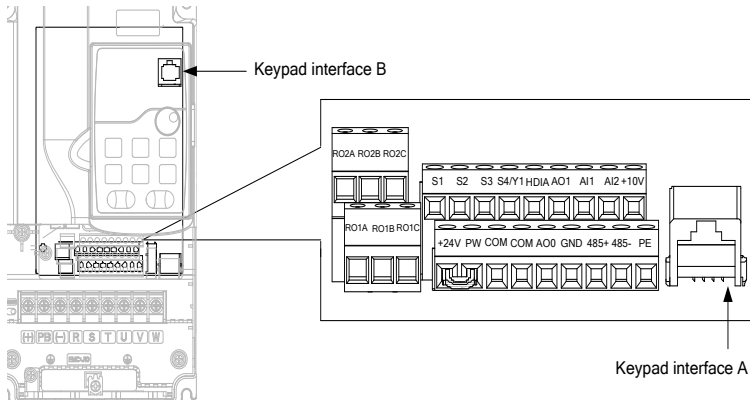 Keypad interface B
RO2A RO2B RO2C
S1 S2 S3 S4/Y1 HDIA AO1 AI1 AI2 +10V
RO1A RO1B RO1C
+24V PW COM COM AO0 GND 485+ 485- PE
(+) PB (-) R S T U V W
Keypad interface A